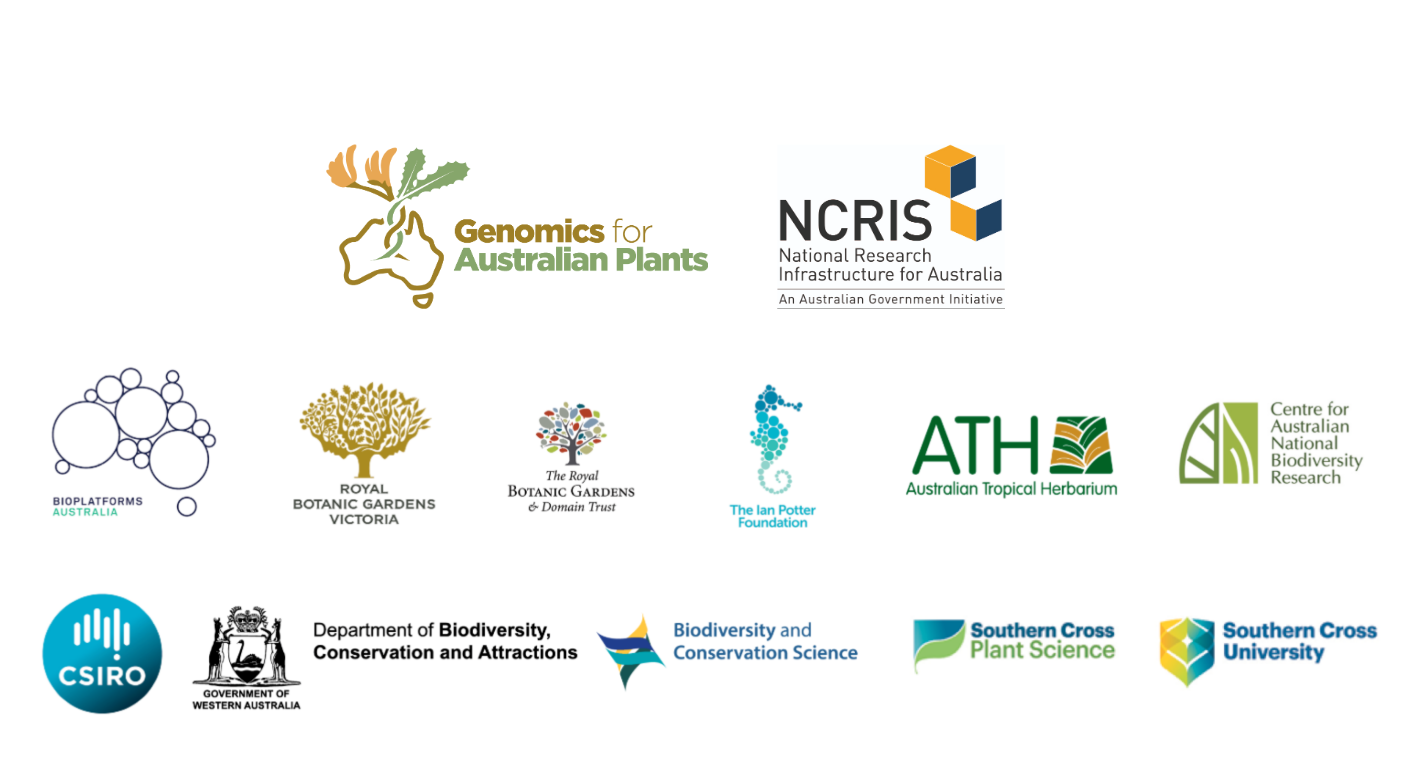 Genomics for
Australian Plants
NCRIS
National Research
Infrastructure for Australia
An Australian Government Initiative
BIOPLATFORMS
AUSTRALIA
ROYAL
BOTANIC GARDENS
VICTORIA
The Royal
BOTANIC GARDENS
& Domain Trust
The Ian Potter
Foundation
ATH
Australian Tropical Herbarium
Centre for
Australian
National
Biodiversity
Research
CSIRO
GOVERNMENT OF
WESTERN AUSTRALIA
Department of Biodiversity,
Conservation and Attractions
Biodiversity and
Conservation Science
Southern Cross
Plant Science
Southern Cross
University